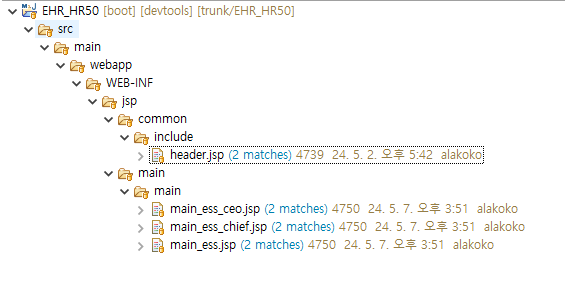 EHR_HR50 [boot] [devtools] [trunk/EHR_HR50]
src
main
webapp
WEB-INF
jsp
common
include
header.jsp (2 matches) 4739 24. 5. 2. 오후 5:42 alakoko
main
main
main_ess_ceo.jsp (2 matches) 4750 24. 5. 7. 오후 3:51 alakoko
main_ess_chief.jsp (2 matches) 4750 24. 5. 7. 오후 3:51 alakoko
main_ess.jsp (2 matches) 4750 24. 5. 7. 오후 3:51 alakoko